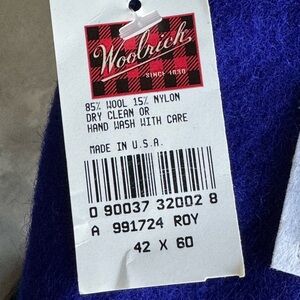 Woolrich
SINCE 1830
85% WOOL 15% NYLON
DRY CLEAN OR
HAND WASH WITH CARE
MADE IN U.S.A.
0 90037 32002 8
A 991724 ROY
42 X 60